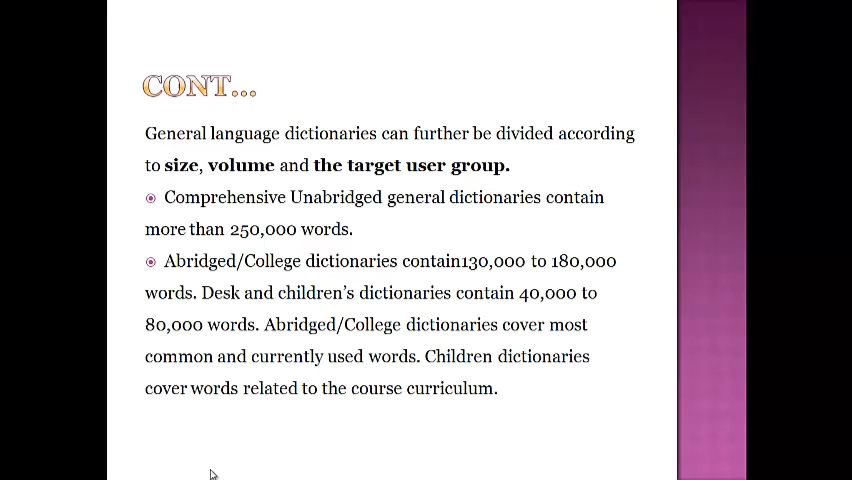 CONT...
General language dictionaries can further be divided according
to size, volume and the target user group.
Comprehensive Unabridged general dictionaries contain
more than 250,000 words.
Abridged/College dictionaries contain130,000 to 180,000
words. Desk and children's dictionaries contain 40,000 to
80,000 words. Abridged/College dictionaries cover most
common and currently used words. Children dictionaries
cover words related to the course curriculum.